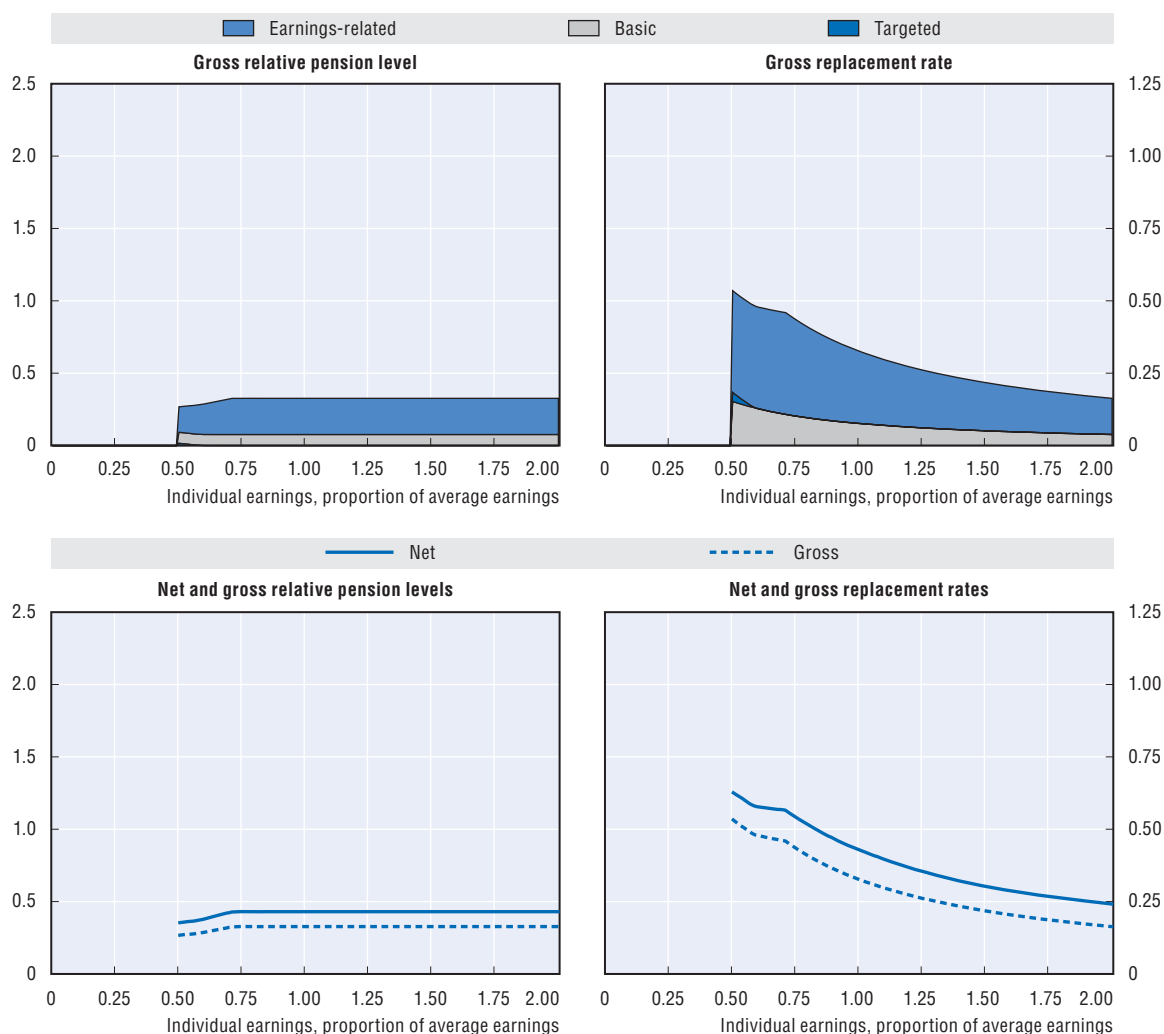 Earnings-related Basic Targeted
Gross relative pension level
2.5
2.0
1.5
1.0
0.5
0
0 0.25 0.50 0.75 1.00 1.25 1.50 1.75 2.00
Individual earnings, proportion of average earnings
Gross replacement rate
1.25
1.00
0.75
0.50
0.25
0
0 0.25 0.50 0.75 1.00 1.25 1.50 1.75 2.00
Individual earnings, proportion of average earnings
Net Gross
Net and gross relative pension levels
2.5
2.0
1.5
1.0
0.5
0
0 0.25 0.50 0.75 1.00 1.25 1.50 1.75 2.00
Individual earnings, proportion of average earnings
Net and gross replacement rates
1.25
1.00
0.75
0.50
0.25
0
0 0.25 0.50 0.75 1.00 1.25 1.50 1.75 2.00
Individual earnings, proportion of average earnings